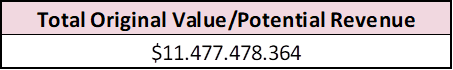 Total Original Value/Potential Revenue
$11.477.478.364